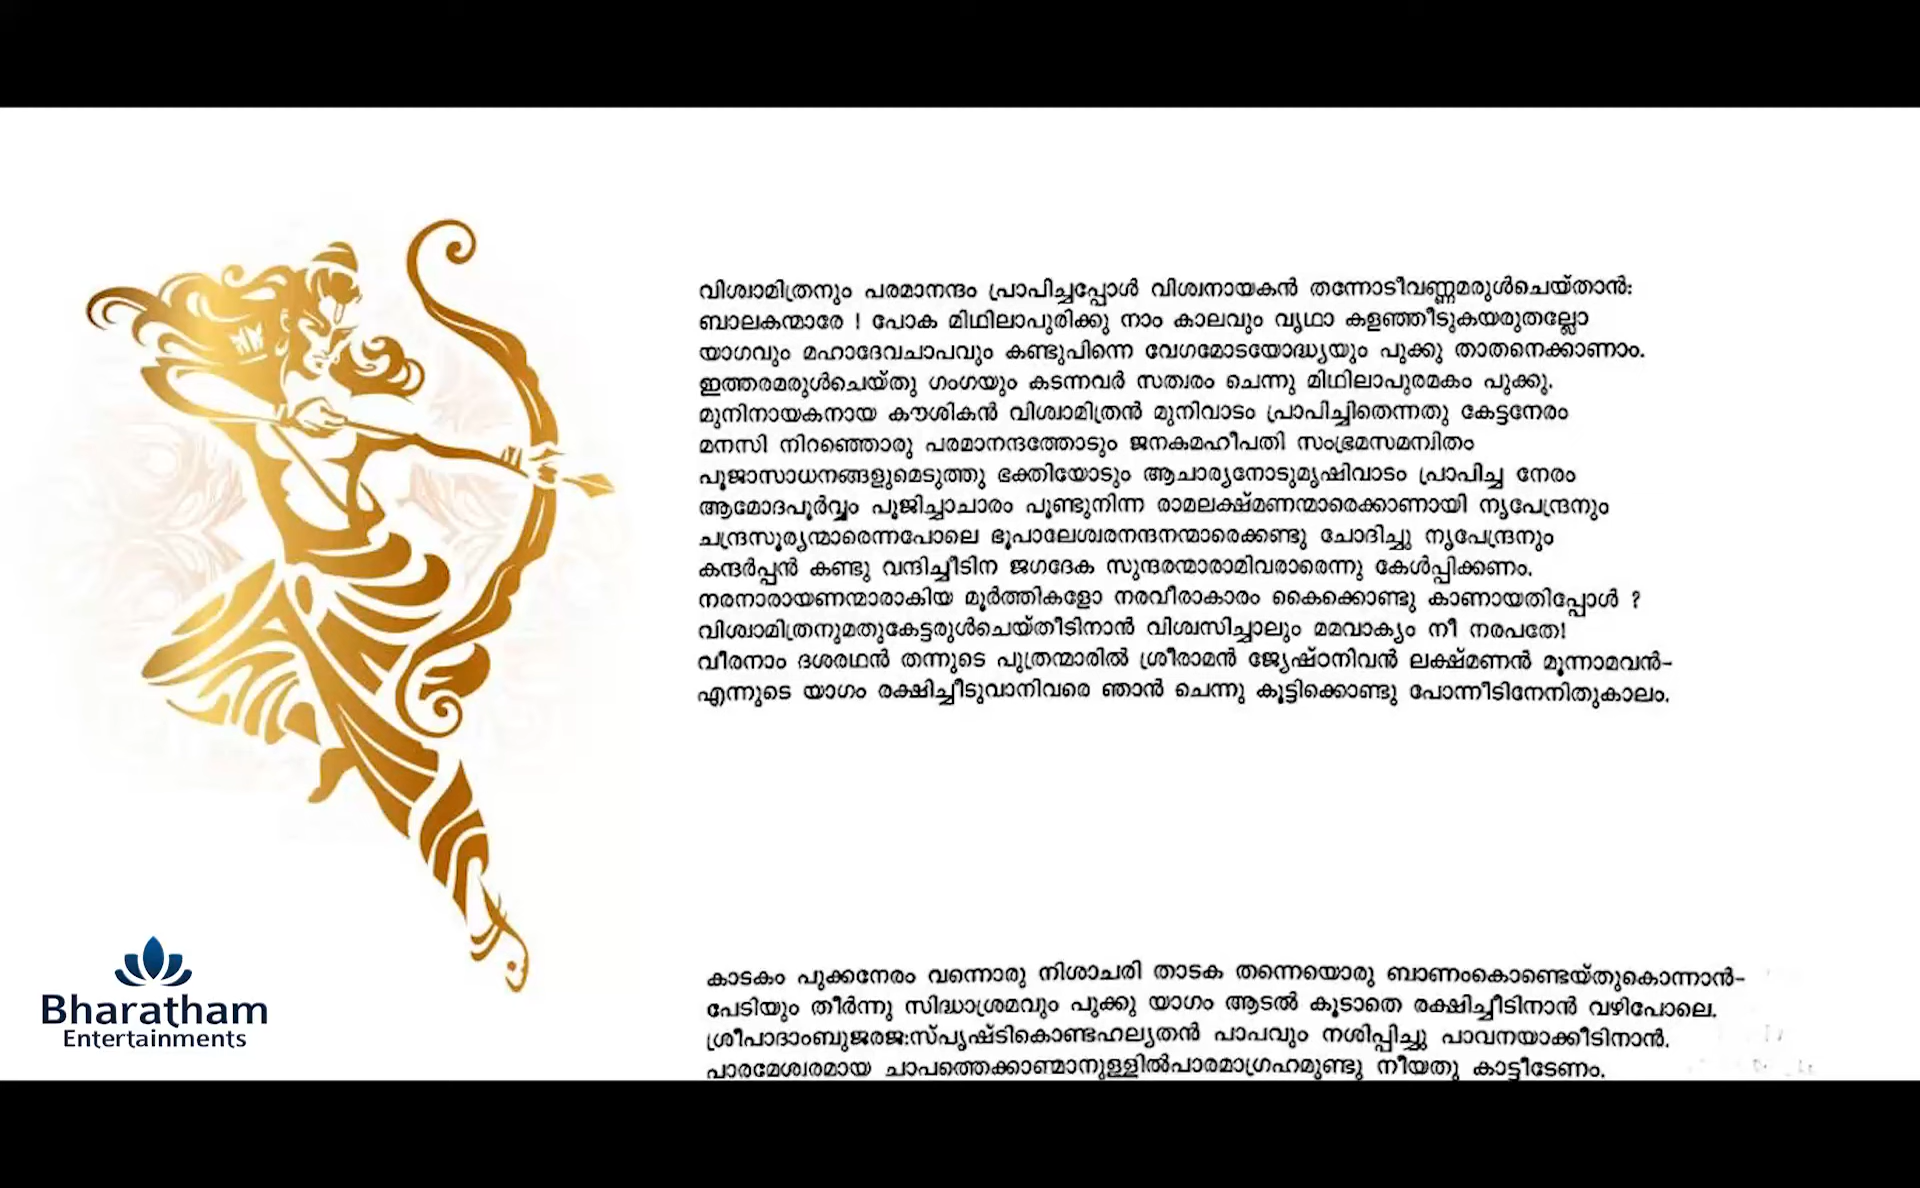 വിശ്വാമിത്രനും പരമാനന്ദം പ്രാപിച്ചപ്പോൾ വിശ്വനായകൻ തന്നോടീവണ്ണമരുൾചെയ്താൻ:
ബാലകന്മാരേ ! പോക മിഥിലാപുരിക്കു നാം കാലവും വൃഥാ കളഞ്ഞീടുകയരുതല്ലോ
യാഗവും മഹാദേവചാപവും കണ്ടുപിന്നെ വേഗമോടയോദ്ധ്യയും പുക്കു താതനെക്കാണാം.
ഇത്തരമരുൾചെയ്തു ഗംഗയും കടന്നവർ സത്വരം ചെന്നു മിഥിലാപുരമകം പുക്കു.
മുനിനായകനായ കൗശികൻ വിശ്വാമിത്രൻ മുനിവാടം പ്രാപിച്ചിതെന്നതു കേട്ടനേരം
മനസി നിറഞ്ഞൊരു പരമാനന്ദത്തോടും ജനകമഹീപതി സംഭ്രമസമന്വിതം
പൂജാസാധനങ്ങളുമെടുത്തു ഭക്തിയോടും ആചാര്യനോടുമൃഷിവാടം പ്രാപിച്ച നേരം
ആമോദപൂർവ്വം പൂജിച്ചാചാരം പൂണ്ടുനിന്ന രാമലക്ഷ്മണന്മാരെക്കാണായി നൃപേന്ദ്രനും
ചന്ദ്രസൂര്യന്മാരെന്നപോലെ ഭൂപാലേശ്വരനന്ദനന്മാരെക്കണ്ടു ചോദിച്ചു നൃപേന്ദ്രനും
കന്ദർപ്പൻ കണ്ടു വന്ദിച്ചീടിന ജഗദേക സുന്ദരന്മാരാമിവരാരെന്നു കേൾപ്പിക്കണം.
നരനാരായണന്മാരാകിയ മൂർത്തികളോ നരവീരാകാരം കൈക്കൊണ്ടു കാണായതിപ്പോൾ ?
വിശ്വാമിത്രനുമതുകേട്ടരുൾചെയ്തീടിനാൻ വിശ്വസിച്ചാലും മമവാക്യം നീ നരപതേ!
വീരനാം ദശരഥൻ തന്നുടെ പുത്രന്മാരിൽ ശ്രീരാമൻ ജ്യേഷ്ഠനിവൻ ലക്ഷ്മണൻ മൂന്നാമവൻ-
എന്നുടെ യാഗം രക്ഷിച്ചീടുവാനിവരെ ഞാൻ ചെന്നു കൂട്ടിക്കൊണ്ടു പോന്നീടിനേനിതുകാലം.
കാടകം പുക്കനേരം വന്നൊരു നിശാചരി താടക തന്നെയൊരു ബാണംകൊണ്ടെയ്തുകൊന്നാൻ-
പേടിയും തീർന്നു സിദ്ധാശ്രമവും പുക്കു യാഗം ആടൽ കൂടാതെ രക്ഷിച്ചീടിനാൻ വഴിപോലെ.
ശ്രീപാദാംബുജരജ:സ്പൃഷ്ടികൊണ്ടഹല്യതൻ പാപവും നശിപ്പിച്ചു പാവനയാക്കീടിനാൻ.
പാരമേശ്വരമായ ചാപത്തെക്കാണ്മാനുള്ളിൽപാരമാഗ്രഹമുണ്ടു നീയതു കാട്ടീടേണം.
Bharatham
Entertainments